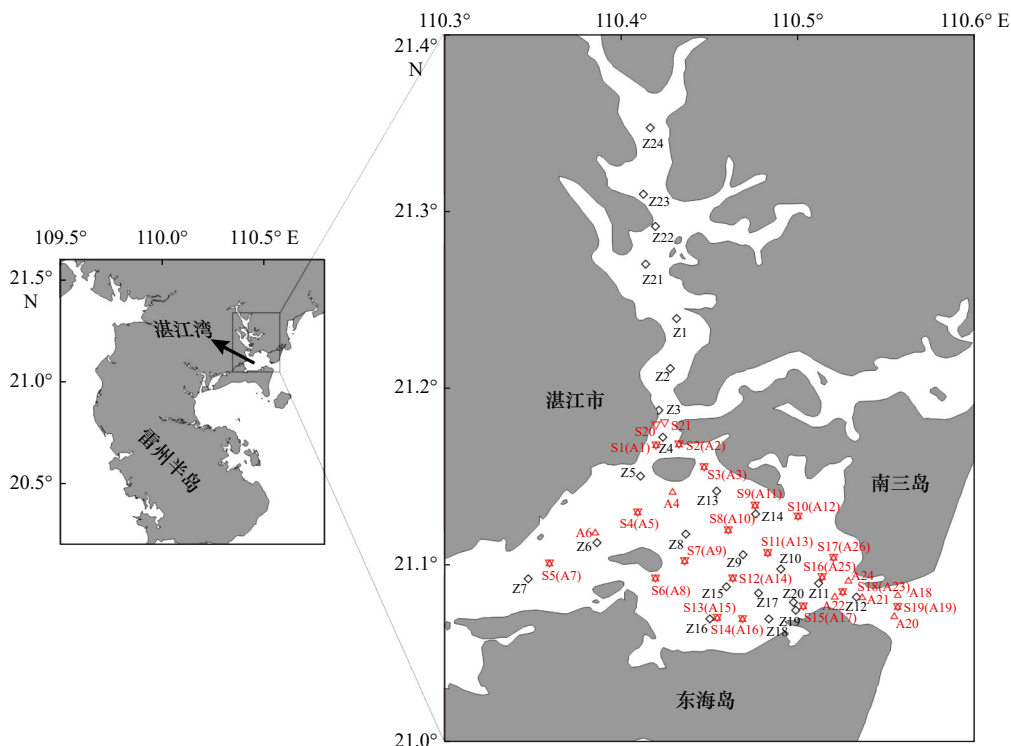 110.3° 110.4° 110.5° 110.6° E
21.4°
N
Z24
21.3°
Z23
Z22
Z21
109.5° 110.0° 110.5° E
21.5°
N
湛江湾
Z1
21.0°
雷州半岛
20.5°
21.2°
Z2
湛江市
Z3
S20 S21
S1(A1) Z4 S2(A2)
Z5 S3(A3)
南三岛
A4 Z13
S9(A11)
S10(A12)
S4(A5) S8(A10) Z14
A6
Z6 Z8
S11(A13) S17(A26)
21.1°
S7(A9) Z9 Z10
S16(A25) A24
S5(A7)
Z7
S6(A8) S12(A14)
Z15 Z17 Z20 Z11 S18(A23)
A22 Z12 A21 A18
S13(A15) S15(A17) S19(A19)
Z16 S14(A16) Z18 Z19 A20
东海岛
21.0°